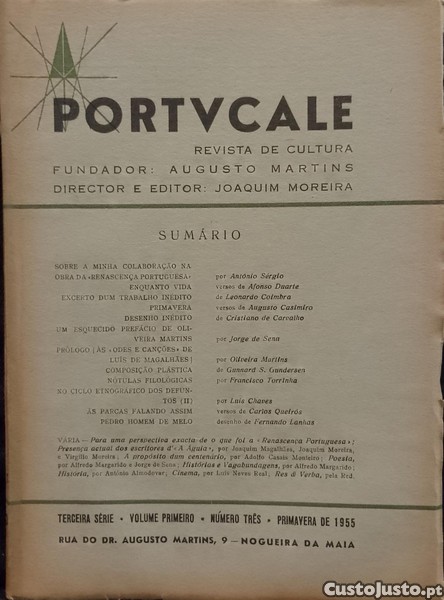 PORTVCALE
REVISTA DE CULTURA
FUNDADOR: AUGUSTO MARTINS
DIRECTOR E EDITOR: JOAQUIM MOREIRA
SUMÁRIO
SOBRE A MINHA COLABORAÇÃO NA
OBRA DA «RENASCENÇA PORTUGUESA» por António Sérgio
ENQUANTO VIDA versos de Afonso Duarte
EXCERTO DUM TRABALHO INÉDITO de Leonardo Coimbra
PRIMAVERA versos de Augusto Casimiro
DESENHO INÉDITO de Cristiano de Carvalho
UM ESQUECIDO PREFÁCIO DE OLI-
VEIRA MARTINS por Jorge de Sena
PRÓLOGO [ÀS «ODES E CANÇÕES» DE
LUÍS DE MAGALHÃES] por Oliveira Martins
COMPOSIÇÃO PLÁSTICA de Gunnard S. Gundersen
NÓTULAS FILOLÓGICAS por Francisco Torrinha
NO CICLO ETNOGRÁFICO DOS DEFUN-
TOS (II) por Luís Chaves
ÀS PARCAS FALANDO ASSIM versos de Carlos Queirós
PEDRO HOMEM DE MELO desenho de Fernando Lanhas
VÁRIA — Para uma perspectiva exacta de o que foi a «Renascença Portuguesa»;
Presença actual dos escritores d'«A Águia», por Joaquim Magalhães, Joaquim Moreira,
e Virgílio Moreira; A propósito dum centenário, por Adolfo Casais Monteiro; Poesia,
por Alfredo Margarido e Jorge de Sena; Histórias e Vagabundagens, por Alfredo Margarido;
História, por António Almodovar; Cinema, por Luís Neves Real; Res & Verba, pela Red.
TERCEIRA SÉRIE • VOLUME PRIMEIRO • NÚMERO TRÊS • PRIMAVERA DE 1955
RUA DO DR. AUGUSTO MARTINS, 9 — NOGUEIRA DA MAIA
CustoJusto.pt